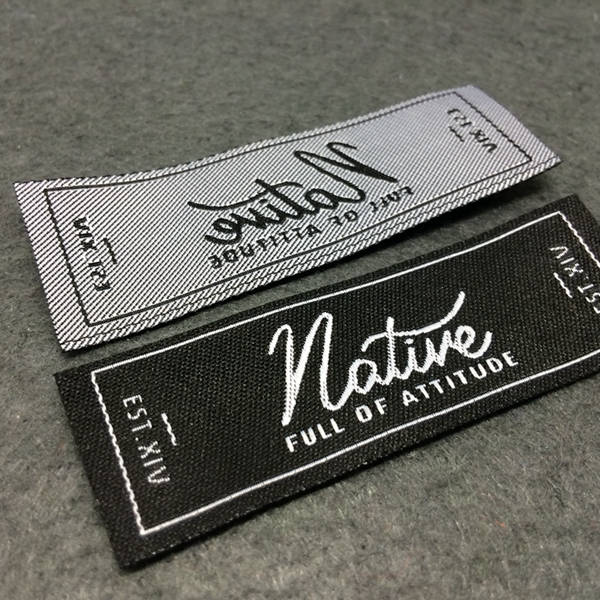 Native
FULL OF ATTITUDE
EST. XIV
EST XIV
Native
FULL OF ATTITUDE
EST. XIV
EST XIV